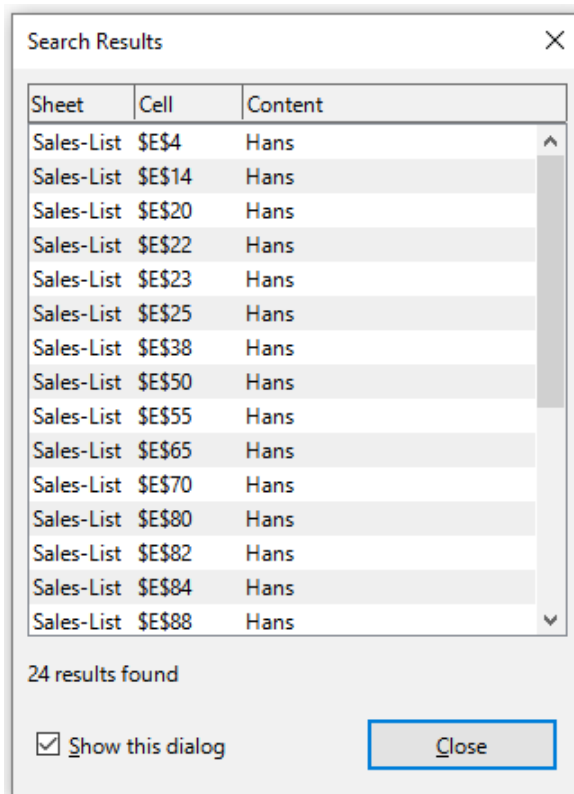 Search Results
Sheet Cell Content
Sales-List $E$4 Hans
Sales-List $E$14 Hans
Sales-List $E$20 Hans
Sales-List $E$22 Hans
Sales-List $E$23 Hans
Sales-List $E$25 Hans
Sales-List $E$38 Hans
Sales-List $E$50 Hans
Sales-List $E$55 Hans
Sales-List $E$65 Hans
Sales-List $E$70 Hans
Sales-List $E$80 Hans
Sales-List $E$82 Hans
Sales-List $E$84 Hans
Sales-List $E$88 Hans
24 results found
Show this dialog Close